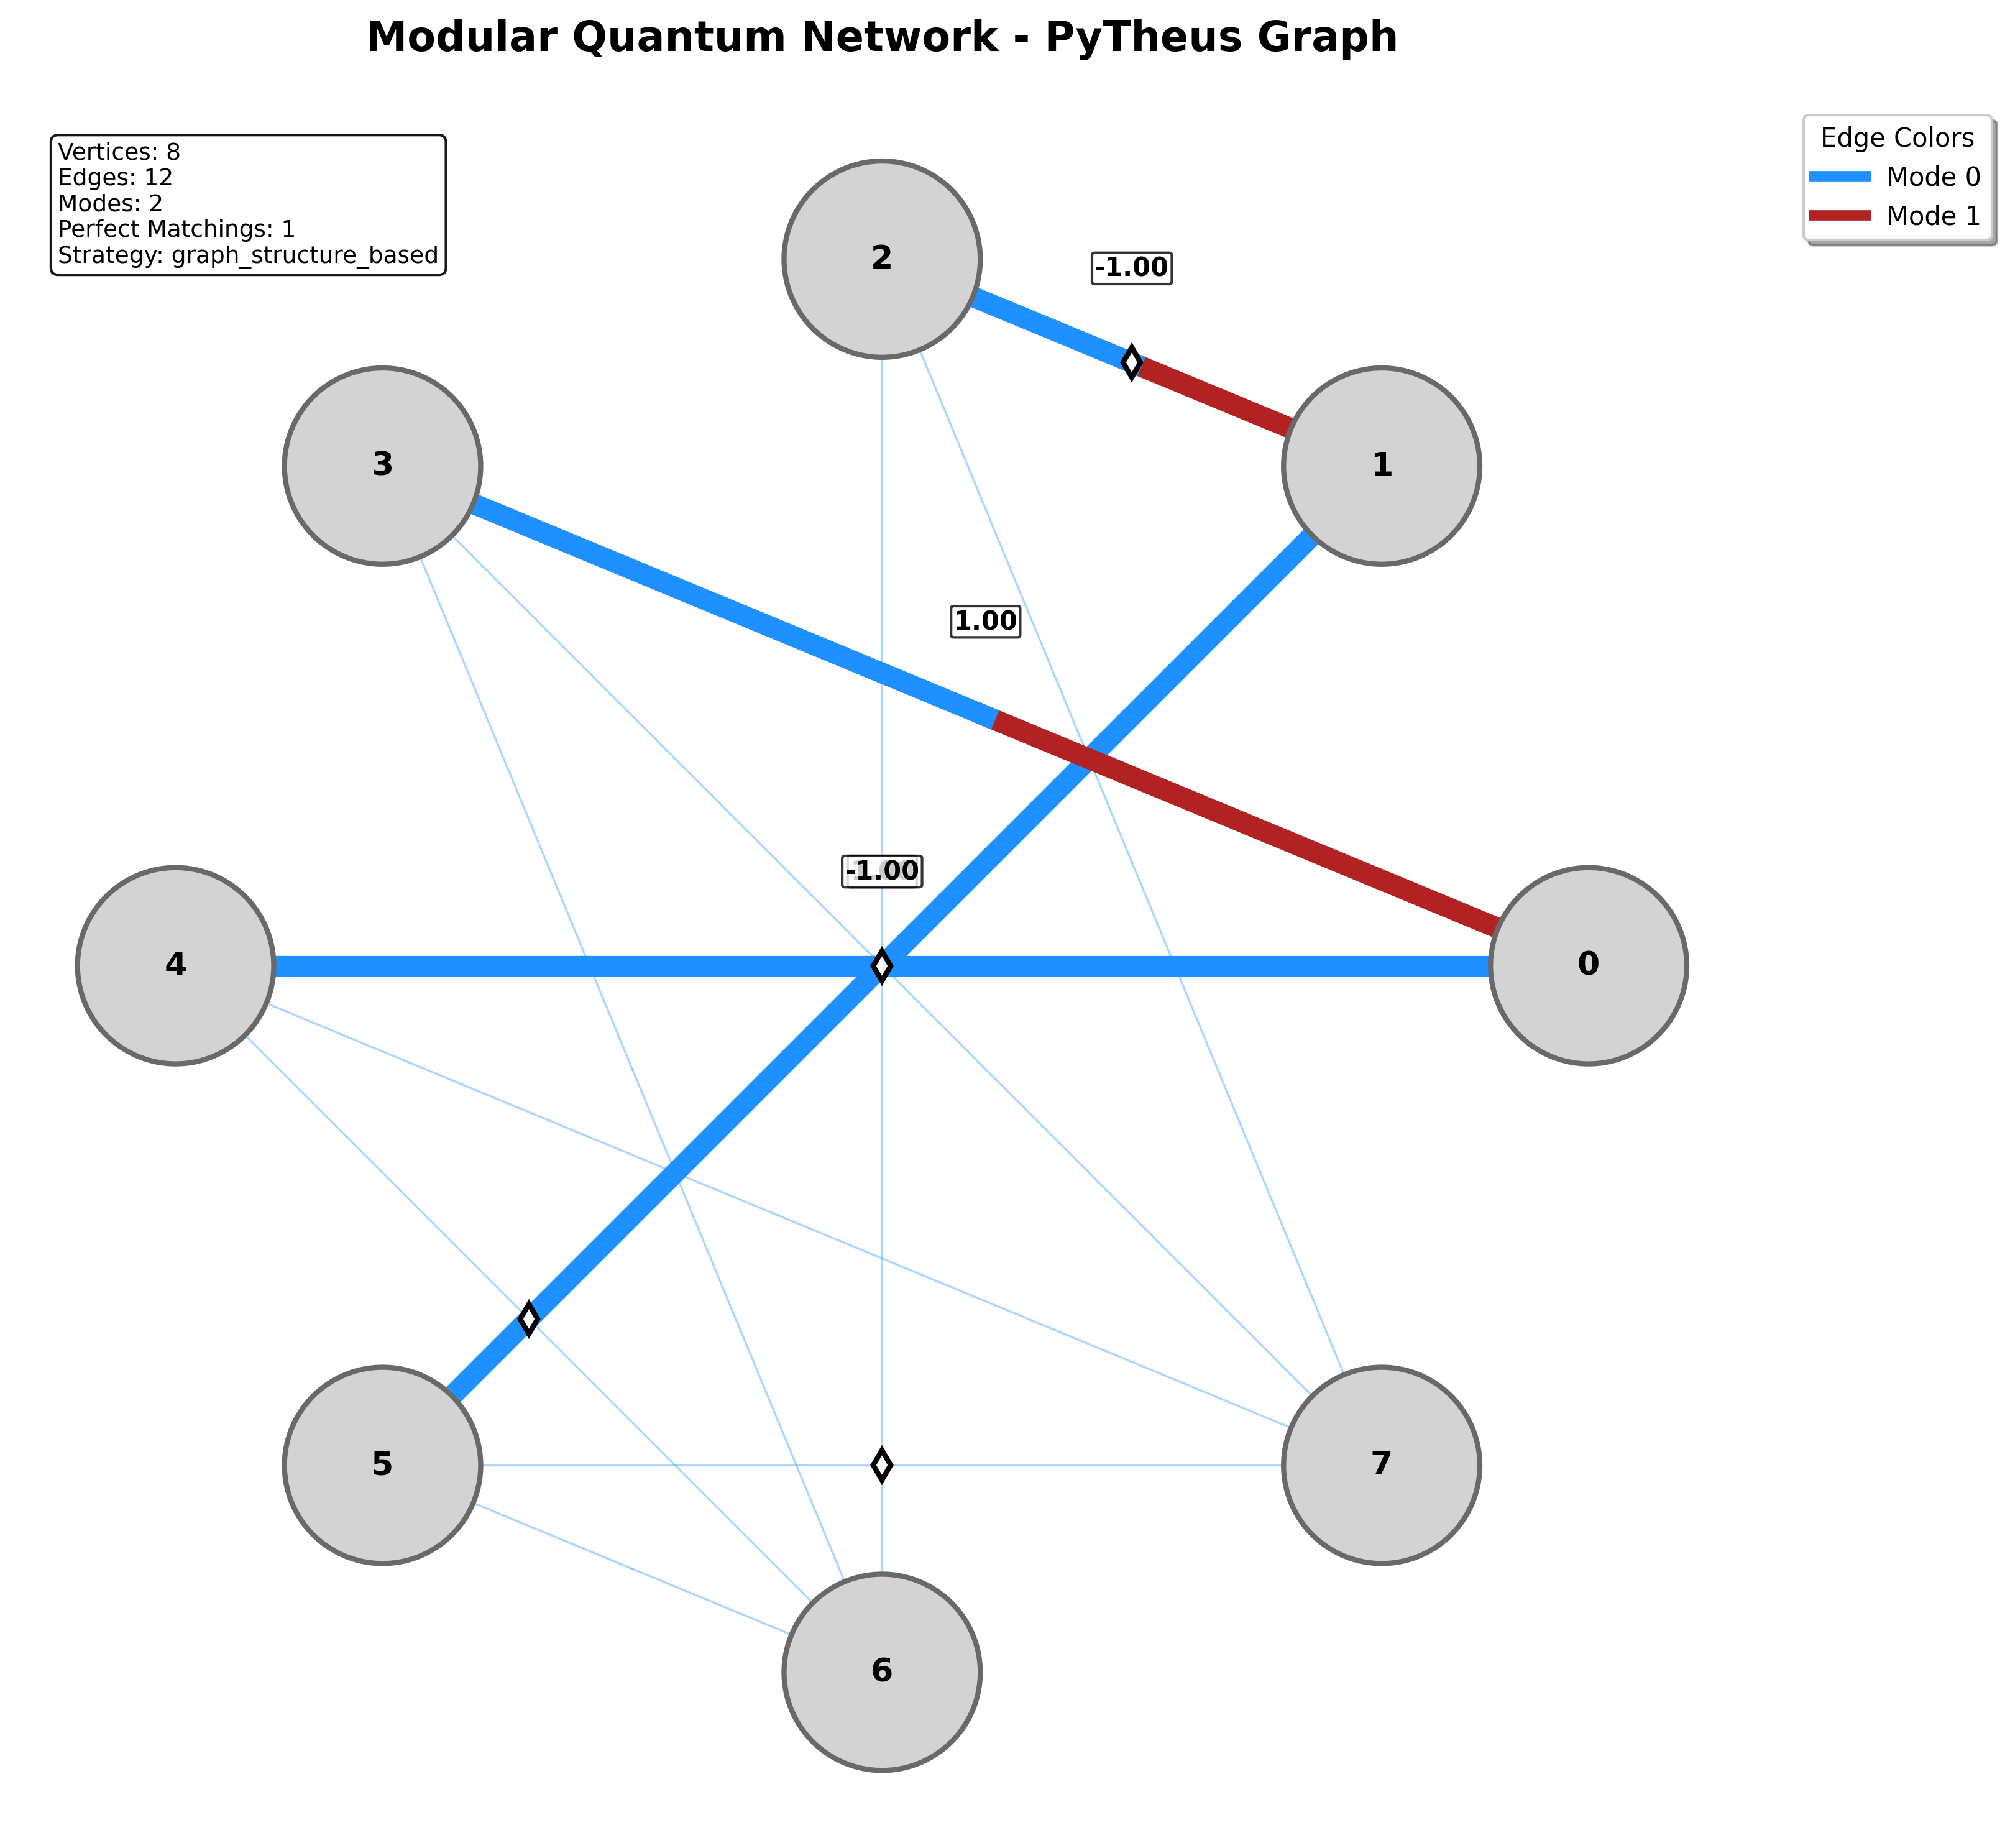 Modular Quantum Network - PyTheus Graph
Vertices: 8
Edges: 12
Modes: 2
Perfect Matchings: 1
Strategy: graph_structure_based
Edge Colors
Mode 0
Mode 1
2
-1.00
3
1
1.00
-1.00
4
0
5
7
6